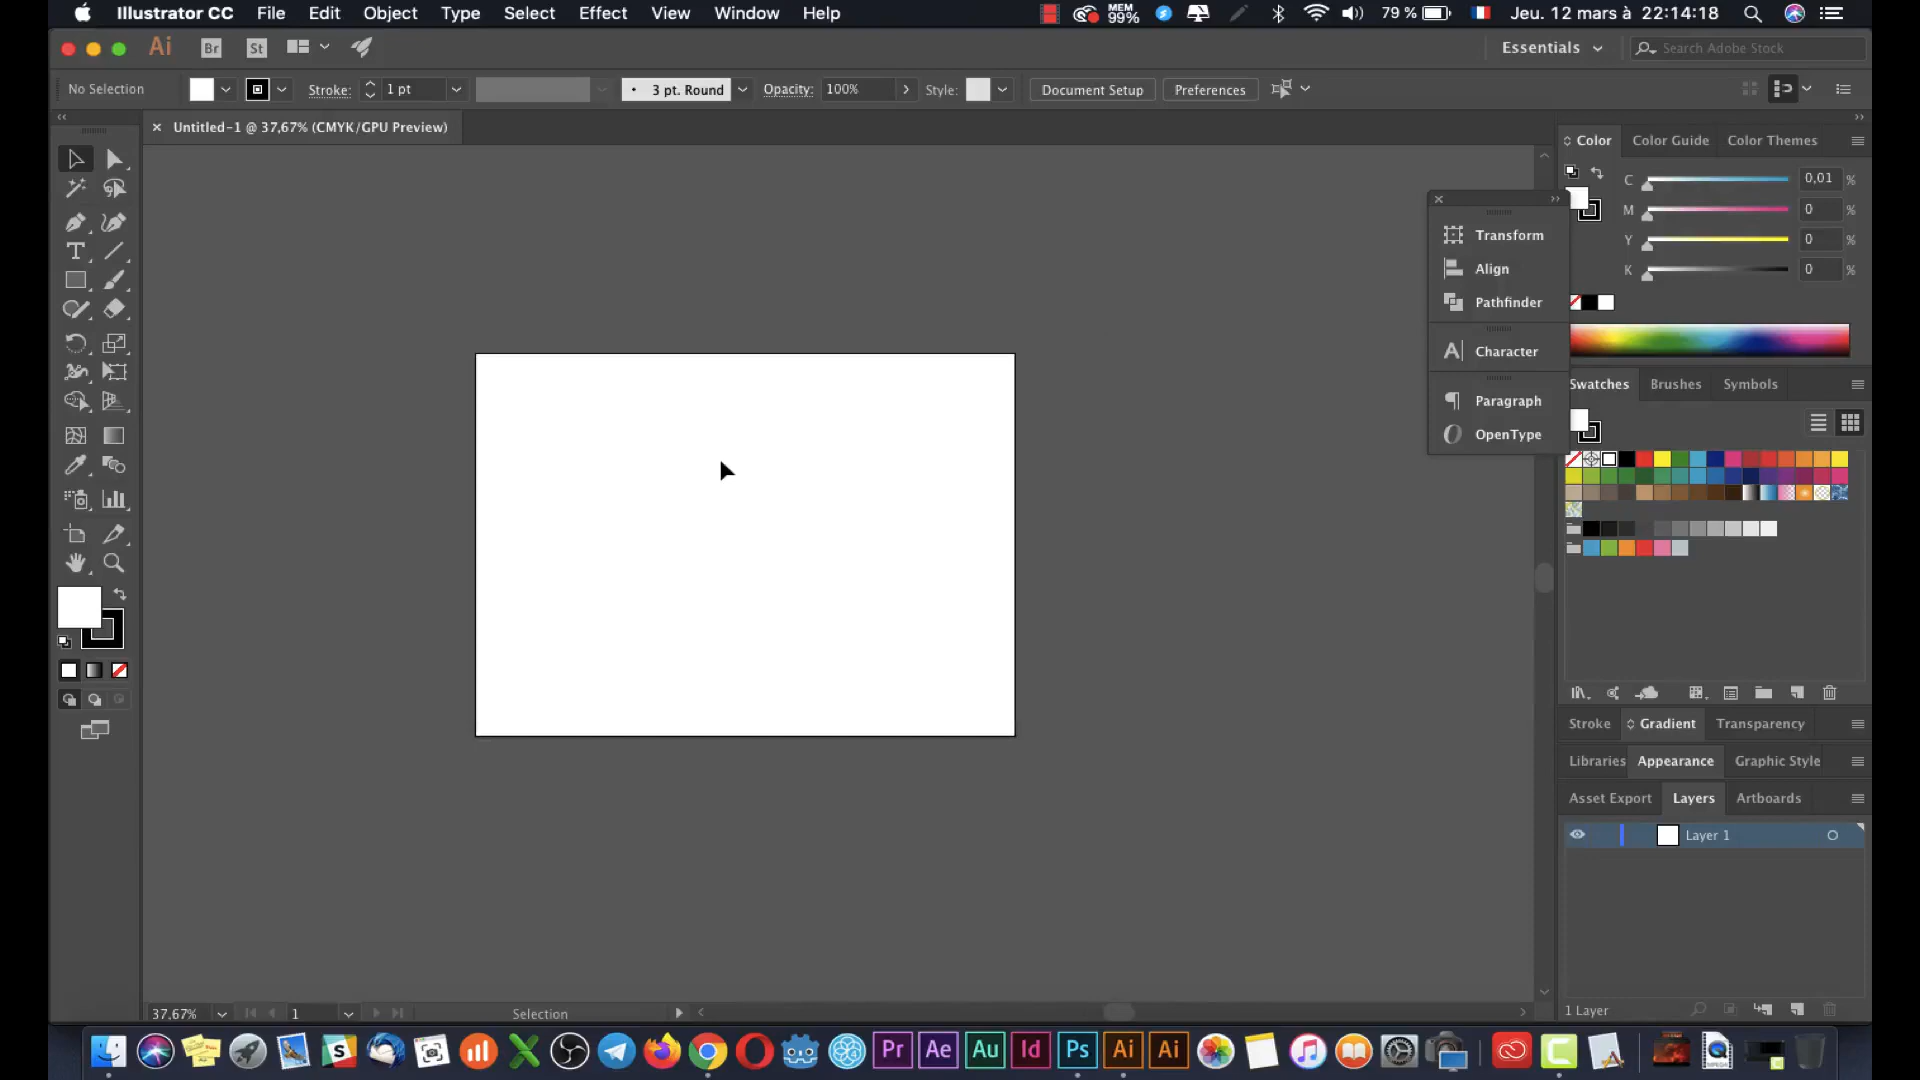 Illustrator CC File Edit Object Type Select Effect View Window Help MEM 99% 79 % Jeu. 12 mars à 22:14:18
Ai Br St Essentials Search Adobe Stock
No Selection Stroke: 1 pt 3 pt. Round Opacity: 100% Style: Document Setup Preferences
Untitled-1 @ 37,67% (CMYK/GPU Preview)
Color Color Guide Color Themes
C 0,01 %
M 0 %
Y 0 %
K 0 %
Transform
Align
Pathfinder
Character
Paragraph
OpenType
Swatches Brushes Symbols
Stroke Gradient Transparency
Libraries Appearance Graphic Style
Asset Export Layers Artboards
Layer 1
1 Layer
37,67% 1 Selection
Pr Ae Au Id Ps Ai Ai